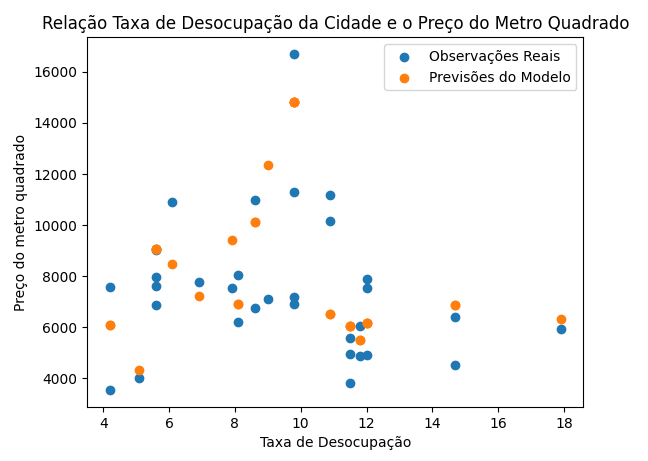 Relação Taxa de Desocupação da Cidade e o Preço do Metro Quadrado
Observações Reais
Previsões do Modelo
Preço do metro quadrado
16000
14000
12000
10000
8000
6000
4000
4 6 8 10 12 14 16 18
Taxa de Desocupação